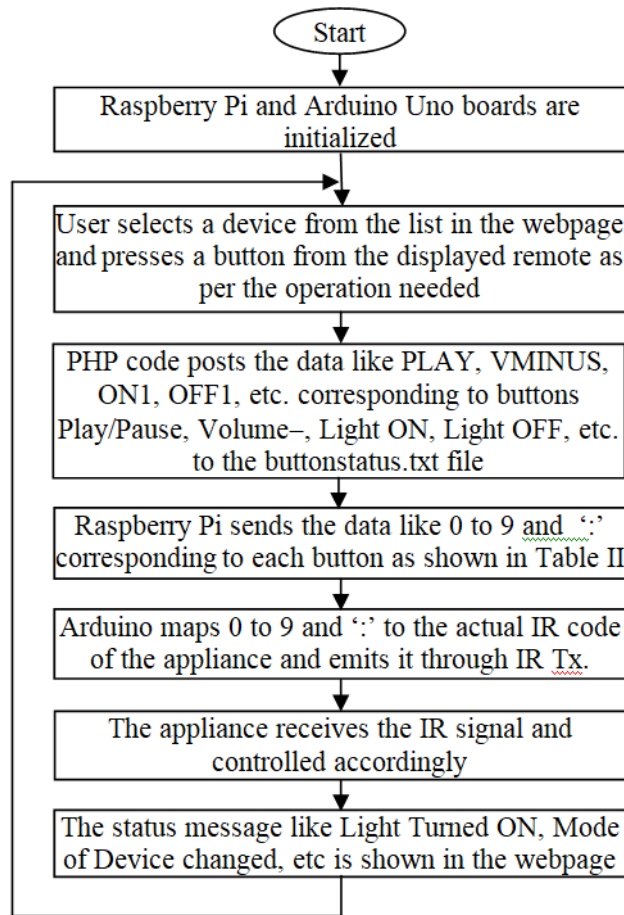 Start
Raspberry Pi and Arduino Uno boards are
initialized
User selects a device from the list in the webpage
and presses a button from the displayed remote as
per the operation needed
PHP code posts the data like PLAY, VMINUS,
ON1, OFF1, etc. corresponding to buttons
Play/Pause, Volume–, Light ON, Light OFF, etc.
to the buttonstatus.txt file
Raspberry Pi sends the data like 0 to 9 and ‘:’
corresponding to each button as shown in Table II
Arduino maps 0 to 9 and ‘:’ to the actual IR code
of the appliance and emits it through IR Tx.
The appliance receives the IR signal and
controlled accordingly
The status message like Light Turned ON, Mode
of Device changed, etc is shown in the webpage